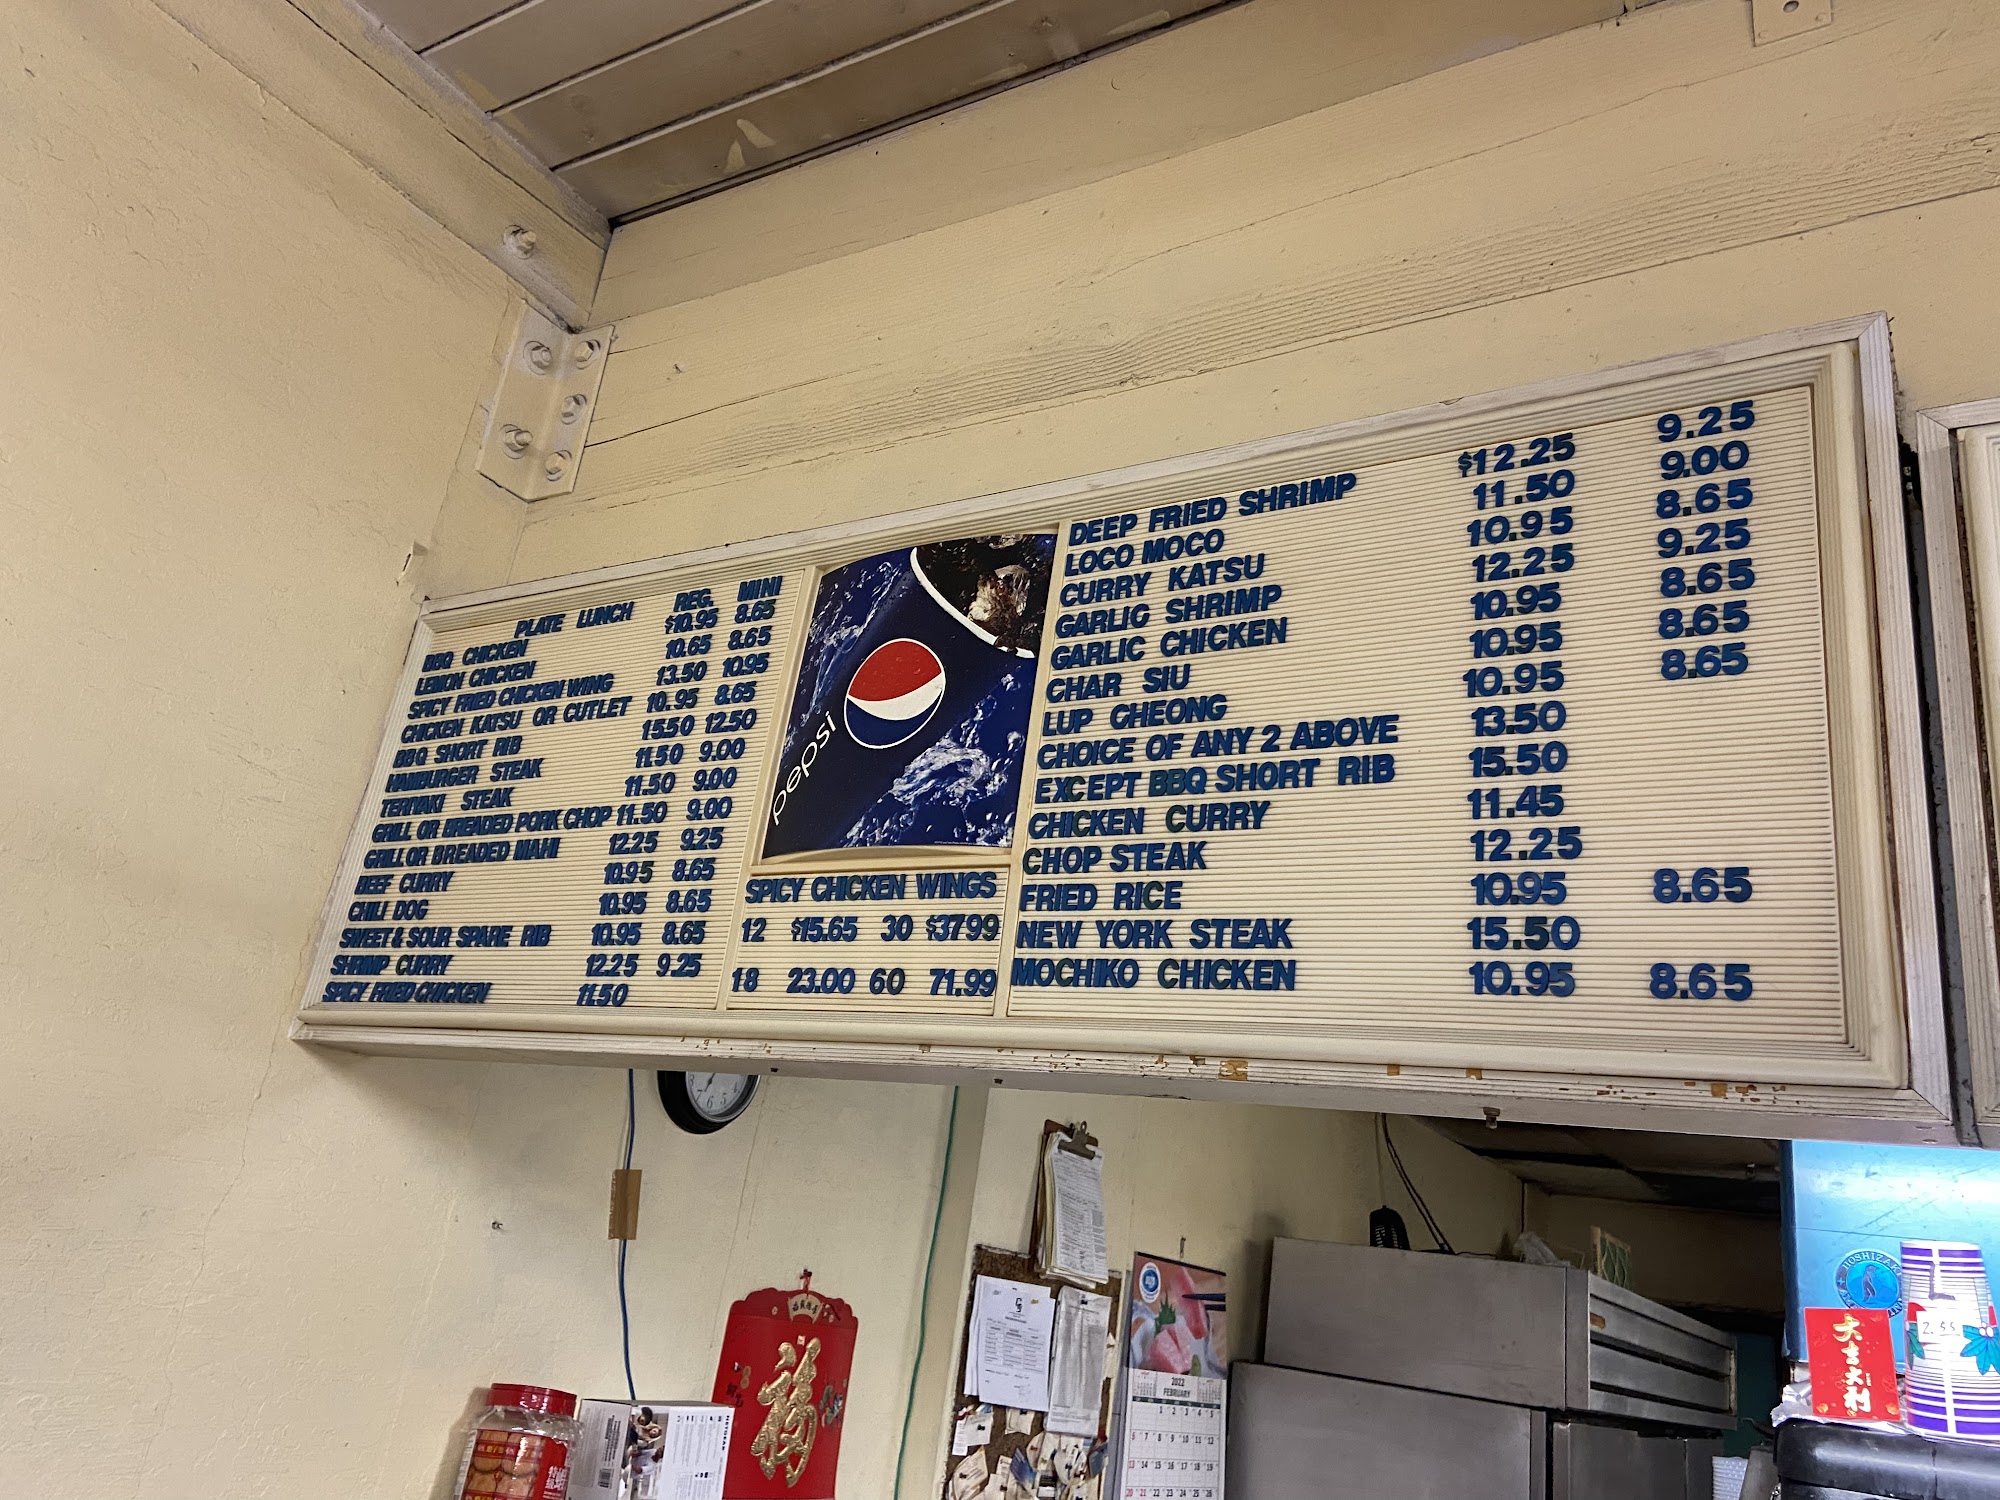 PLATE LUNCH REG. MINI
BBQ CHICKEN $10.95 8.65
LEMON CHICKEN 10.65 8.65
SPICY FRIED CHICKEN WING 13.50 10.95
CHICKEN KATSU OR CUTLET 10.95 8.65
BBQ SHORT RIB 15.50 12.50
HAMBURGER STEAK 11.50 9.00
TERIYAKI STEAK 11.50 9.00
GRILL OR BREADED PORK CHOP 11.50 9.00
GRILL OR BREADED MAHI 12.25 9.25
BEEF CURRY 10.95 8.65
CHILI DOG 10.95 8.65
SWEET & SOUR SPARE RIB 10.95 8.65
SHRIMP CURRY 12.25 9.25
SPICY FRIED CHICKEN 11.50
pepsi
SPICY CHICKEN WINGS
12 $15.65 30 $37.99
18 23.00 60 71.99
DEEP FRIED SHRIMP $12.25 9.25
LOCO MOCO 11.50 9.00
CURRY KATSU 10.95 8.65
GARLIC SHRIMP 12.25 9.25
GARLIC CHICKEN 10.95 8.65
CHAR SIU 10.95 8.65
LUP CHEONG 10.95 8.65
CHOICE OF ANY 2 ABOVE 13.50
EXCEPT BBQ SHORT RIB 15.50
CHICKEN CURRY 11.45
CHOP STEAK 12.25
FRIED RICE 10.95 8.65
NEW YORK STEAK 15.50
MOCHIKO CHICKEN 10.95 8.65
福
2022
FEBRUARY
HOSHIZAKI
L
2.55
大吉大利